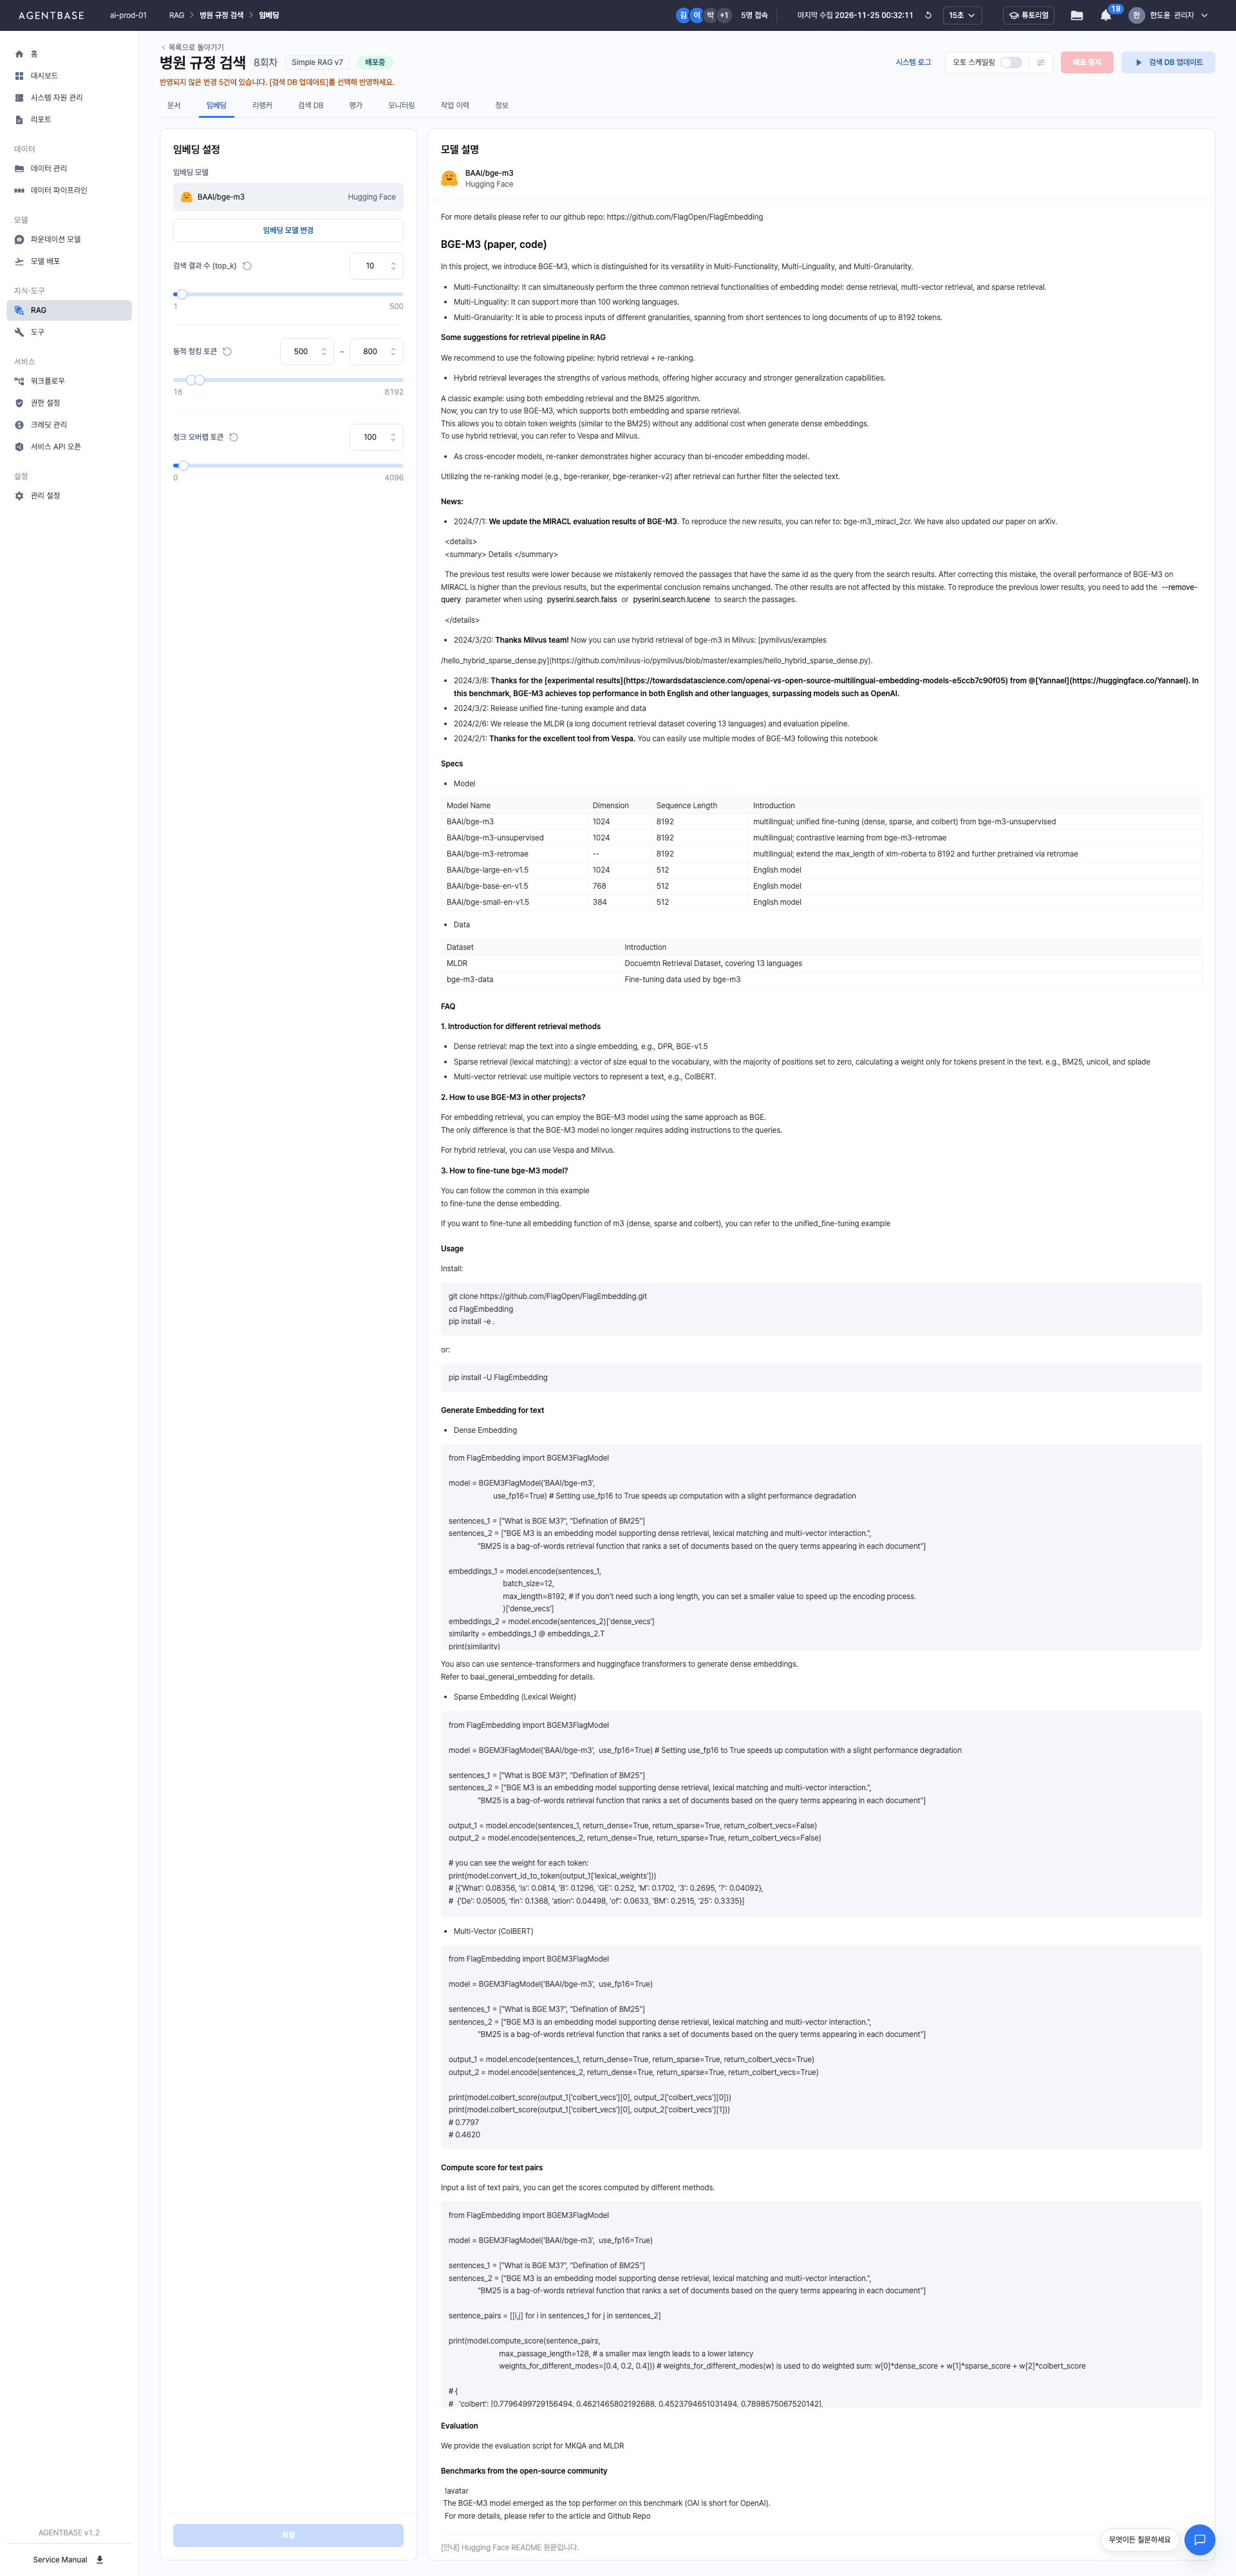 AGENTBASE
ai-prod-01
RAG > 병원 규정 검색 > 임베딩
김 이 박 +1 5명 접속
마지막 수집 2026-11-25 00:32:11
15초
튜토리얼
19
한 한도윤 관리자
홈
대시보드
시스템 자원 관리
리포트
데이터
데이터 관리
데이터 파이프라인
모델
파운데이션 모델
모델 배포
지식·도구
RAG
도구
서비스
워크플로우
권한 설정
크레딧 관리
서비스 API 오픈
설정
관리 설정
AGENTBASE v1.2
Service Manual
목록으로 돌아가기
병원 규정 검색 8회차 Simple RAG v7 배포중
반영되지 않은 변경 5건이 있습니다. [검색 DB 업데이트]를 선택해 반영하세요.
시스템 로그
오토 스케일링
배포 중지
검색 DB 업데이트
문서 임베딩 리랭커 검색 DB 평가 모니터링 작업 이력 정보
임베딩 설정
임베딩 모델
BAAI/bge-m3 Hugging Face
임베딩 모델 변경
검색 결과 수 (top_k) 10
1 500
동적 청킹 토큰 500 ~ 800
16 8192
청크 오버랩 토큰 100
0 4096
저장
모델 설명
BAAI/bge-m3
Hugging Face
For more details please refer to our github repo: https://github.com/FlagOpen/FlagEmbedding
BGE-M3 (paper, code)
In this project, we introduce BGE-M3, which is distinguished for its versatility in Multi-Functionality, Multi-Linguality, and Multi-Granularity.
• Multi-Functionality: It can simultaneously perform the three common retrieval functionalities of embedding model: dense retrieval, multi-vector retrieval, and sparse retrieval.
• Multi-Linguality: It can support more than 100 working languages.
• Multi-Granularity: It is able to process inputs of different granularities, spanning from short sentences to long documents of up to 8192 tokens.
Some suggestions for retrieval pipeline in RAG
We recommend to use the following pipeline: hybrid retrieval + re-ranking.
• Hybrid retrieval leverages the strengths of various methods, offering higher accuracy and stronger generalization capabilities.
A classic example: using both embedding retrieval and the BM25 algorithm.
Now, you can try to use BGE-M3, which supports both embedding and sparse retrieval.
This allows you to obtain token weights (similar to the BM25) without any additional cost when generate dense embeddings.
To use hybrid retrieval, you can refer to Vespa and Milvus.
• As cross-encoder models, re-ranker demonstrates higher accuracy than bi-encoder embedding model.
Utilizing the re-ranking model (e.g., bge-reranker, bge-reranker-v2) after retrieval can further filter the selected text.
News:
• 2024/7/1: We update the MIRACL evaluation results of BGE-M3. To reproduce the new results, you can refer to: bge-m3_miracl_2cr. We have also updated our paper on arXiv.
<details>
<summary> Details </summary>
The previous test results were lower because we mistakenly removed the passages that have the same id as the query from the search results. After correcting this mistake, the overall performance of BGE-M3 on
MIRACL is higher than the previous results, but the experimental conclusion remains unchanged. The other results are not affected by this mistake. To reproduce the previous lower results, you need to add the --remove-
query parameter when using pyserini.search.faiss or pyserini.search.lucene to search the passages.
</details>
• 2024/3/20: Thanks Milvus team! Now you can use hybrid retrieval of bge-m3 in Milvus: [pymilvus/examples
/hello_hybrid_sparse_dense.py](https://github.com/milvus-io/pymilvus/blob/master/examples/hello_hybrid_sparse_dense.py).
• 2024/3/8: Thanks for the [experimental results](https://towardsdatascience.com/openai-vs-open-source-multilingual-embedding-models-e5ccb7c90f05) from @[Yannael](https://huggingface.co/Yannael). In
this benchmark, BGE-M3 achieves top performance in both English and other languages, surpassing models such as OpenAI.
• 2024/3/2: Release unified fine-tuning example and data
• 2024/2/6: We release the MLDR (a long document retrieval dataset covering 13 languages) and evaluation pipeline.
• 2024/2/1: Thanks for the excellent tool from Vespa. You can easily use multiple modes of BGE-M3 following this notebook
Specs
• Model
Model Name Dimension Sequence Length Introduction
BAAI/bge-m3 1024 8192 multilingual; unified fine-tuning (dense, sparse, and colbert) from bge-m3-unsupervised
BAAI/bge-m3-unsupervised 1024 8192 multilingual; contrastive learning from bge-m3-retromae
BAAI/bge-m3-retromae -- 8192 multilingual; extend the max_length of xlm-roberta to 8192 and further pretrained via retromae
BAAI/bge-large-en-v1.5 1024 512 English model
BAAI/bge-base-en-v1.5 768 512 English model
BAAI/bge-small-en-v1.5 384 512 English model
• Data
Dataset Introduction
MLDR Docuemtn Retrieval Dataset, covering 13 languages
bge-m3-data Fine-tuning data used by bge-m3
FAQ
1. Introduction for different retrieval methods
• Dense retrieval: map the text into a single embedding, e.g., DPR, BGE-v1.5
• Sparse retrieval (lexical matching): a vector of size equal to the vocabulary, with the majority of positions set to zero, calculating a weight only for tokens present in the text. e.g., BM25, unicoil, and splade
• Multi-vector retrieval: use multiple vectors to represent a text, e.g., ColBERT.
2. How to use BGE-M3 in other projects?
For embedding retrieval, you can employ the BGE-M3 model using the same approach as BGE.
The only difference is that the BGE-M3 model no longer requires adding instructions to the queries.
For hybrid retrieval, you can use Vespa and Milvus.
3. How to fine-tune bge-M3 model?
You can follow the common in this example
to fine-tune the dense embedding.
If you want to fine-tune all embedding function of m3 (dense, sparse and colbert), you can refer to the unified_fine-tuning example
Usage
Install:
git clone https://github.com/FlagOpen/FlagEmbedding.git
cd FlagEmbedding
pip install -e .
or:
pip install -U FlagEmbedding
Generate Embedding for text
• Dense Embedding
from FlagEmbedding import BGEM3FlagModel
model = BGEM3FlagModel('BAAI/bge-m3',
use_fp16=True) # Setting use_fp16 to True speeds up computation with a slight performance degradation
sentences_1 = ["What is BGE M3?", "Defination of BM25"]
sentences_2 = ["BGE M3 is an embedding model supporting dense retrieval, lexical matching and multi-vector interaction.",
"BM25 is a bag-of-words retrieval function that ranks a set of documents based on the query terms appearing in each document"]
embeddings_1 = model.encode(sentences_1,
batch_size=12,
max_length=8192, # If you don't need such a long length, you can set a smaller value to speed up the encoding process.
)['dense_vecs']
embeddings_2 = model.encode(sentences_2)['dense_vecs']
similarity = embeddings_1 @ embeddings_2.T
print(similarity)
You also can use sentence-transformers and huggingface transformers to generate dense embeddings.
Refer to baai_general_embedding for details.
• Sparse Embedding (Lexical Weight)
from FlagEmbedding import BGEM3FlagModel
model = BGEM3FlagModel('BAAI/bge-m3', use_fp16=True) # Setting use_fp16 to True speeds up computation with a slight performance degradation
sentences_1 = ["What is BGE M3?", "Defination of BM25"]
sentences_2 = ["BGE M3 is an embedding model supporting dense retrieval, lexical matching and multi-vector interaction.",
"BM25 is a bag-of-words retrieval function that ranks a set of documents based on the query terms appearing in each document"]
output_1 = model.encode(sentences_1, return_dense=True, return_sparse=True, return_colbert_vecs=False)
output_2 = model.encode(sentences_2, return_dense=True, return_sparse=True, return_colbert_vecs=False)
# you can see the weight for each token:
print(model.convert_id_to_token(output_1['lexical_weights']))
# [{'What': 0.08356, 'is': 0.0814, 'B': 0.1296, 'GE': 0.252, 'M': 0.1702, '3': 0.2695, '?': 0.04092},
# {'De': 0.05005, 'fin': 0.1368, 'ation': 0.04498, 'of': 0.0633, 'BM': 0.2515, '25': 0.3335}]
• Multi-Vector (ColBERT)
from FlagEmbedding import BGEM3FlagModel
model = BGEM3FlagModel('BAAI/bge-m3', use_fp16=True)
sentences_1 = ["What is BGE M3?", "Defination of BM25"]
sentences_2 = ["BGE M3 is an embedding model supporting dense retrieval, lexical matching and multi-vector interaction.",
"BM25 is a bag-of-words retrieval function that ranks a set of documents based on the query terms appearing in each document"]
output_1 = model.encode(sentences_1, return_dense=True, return_sparse=True, return_colbert_vecs=True)
output_2 = model.encode(sentences_2, return_dense=True, return_sparse=True, return_colbert_vecs=True)
print(model.colbert_score(output_1['colbert_vecs'][0], output_2['colbert_vecs'][0]))
print(model.colbert_score(output_1['colbert_vecs'][0], output_2['colbert_vecs'][1]))
# 0.7797
# 0.4620
Compute score for text pairs
Input a list of text pairs, you can get the scores computed by different methods.
from FlagEmbedding import BGEM3FlagModel
model = BGEM3FlagModel('BAAI/bge-m3', use_fp16=True)
sentences_1 = ["What is BGE M3?", "Defination of BM25"]
sentences_2 = ["BGE M3 is an embedding model supporting dense retrieval, lexical matching and multi-vector interaction.",
"BM25 is a bag-of-words retrieval function that ranks a set of documents based on the query terms appearing in each document"]
sentence_pairs = [[i,j] for i in sentences_1 for j in sentences_2]
print(model.compute_score(sentence_pairs,
max_passage_length=128, # a smaller max length leads to a lower latency
weights_for_different_modes=[0.4, 0.2, 0.4])) # weights_for_different_modes(w) is used to do weighted sum: w[0]*dense_score + w[1]*sparse_score + w[2]*colbert_score
# {
# 'colbert': [0.7796499729156494, 0.4621465802192688, 0.4523794651031494, 0.7898575067520142],
Evaluation
We provide the evaluation script for MKQA and MLDR
Benchmarks from the open-source community
!avatar
The BGE-M3 model emerged as the top performer on this benchmark (OAI is short for OpenAI).
For more details, please refer to the article and Github Repo
[안내] Hugging Face README 원문입니다.
무엇이든 질문하세요